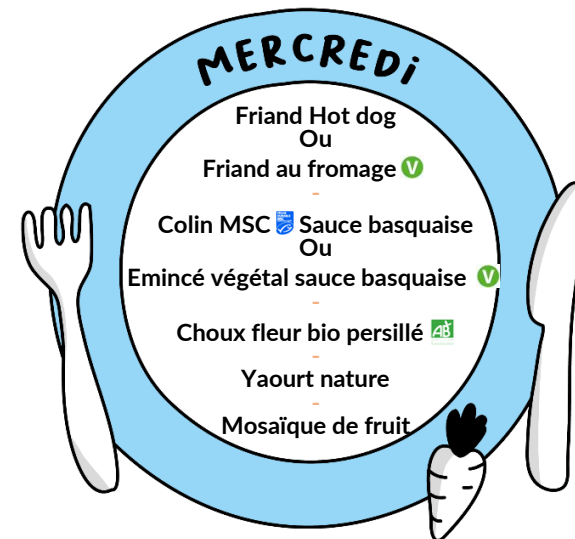 MERCREDi
Friand Hot dog
Ou
Friand au fromage V
-
Colin MSC Sauce basquaise
Ou
Emincé végétal sauce basquaise V
-
Choux fleur bio persillé AB
-
Yaourt nature
-
Mosaïque de fruit